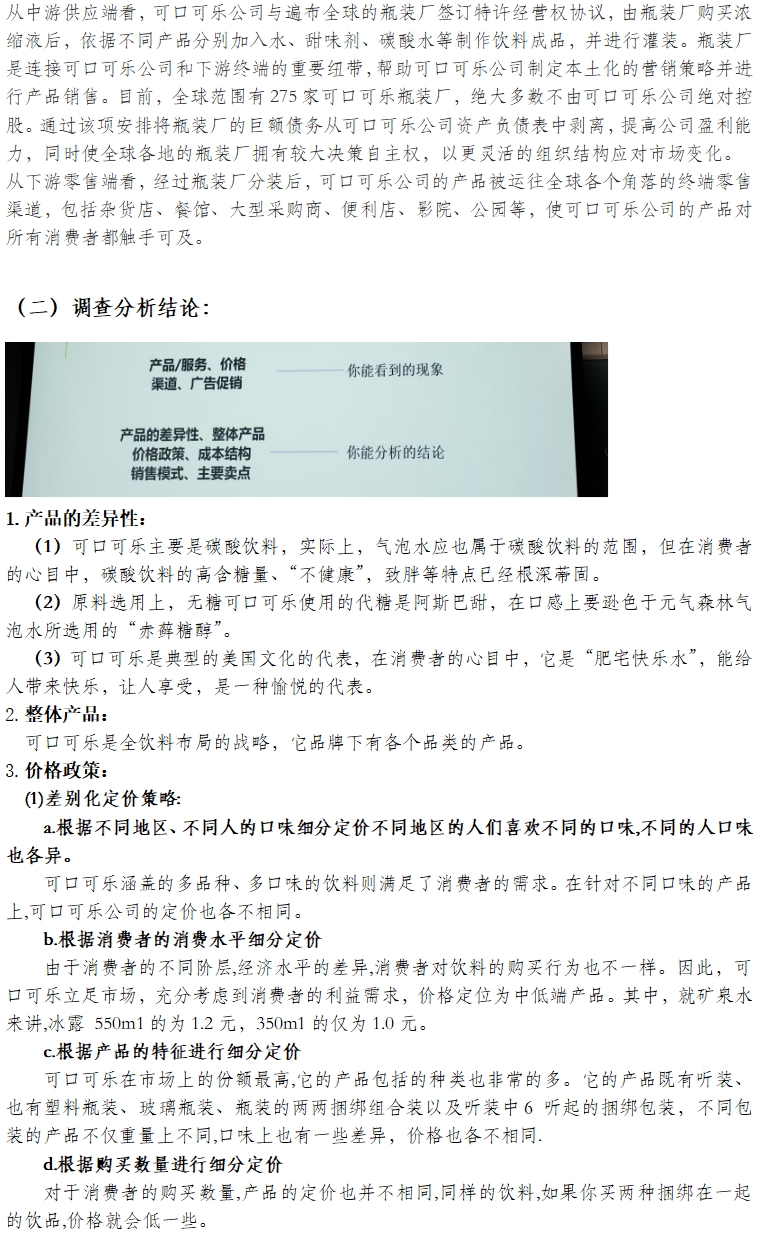 从中游供应端看，可口可乐公司与遍布全球的瓶装厂签订特许经营权协议，由瓶装厂购买浓
缩液后，依据不同产品分别加入水、甜味剂、碳酸水等制作饮料成品，并进行灌装。瓶装厂
是连接可口可乐公司和下游终端的重要纽带，帮助可口可乐公司制定本土化的营销策略并进
行产品销售。目前，全球范围有275家可口可乐瓶装厂，绝大多数不由可口可乐公司绝对控
股。通过该项安排将瓶装厂的巨额债务从可口可乐公司资产负债表中剥离，提高公司盈利能
力，同时使全球各地的瓶装厂拥有较大决策自主权，以更灵活的组织结构应对市场变化。
从下游零售端看，经过瓶装厂分装后，可口可乐公司的产品被运往全球各个角落的终端零售
渠道，包括杂货店、餐馆、大型采购商、便利店、影院、公园等，使可口可乐公司的产品对
所有消费者都触手可及。
（二）调查分析结论：
产品/服务、价格
渠道、广告促销
你能看到的现象
产品的差异性、整体产品
价格政策、成本结构
销售模式、主要卖点
你能分析的结论
1. 产品的差异性：
（1）可口可乐主要是碳酸饮料，实际上，气泡水应也属于碳酸饮料的范围，但在消费者
的心目中，碳酸饮料的高含糖量、“不健康”，致胖等特点已经根深蒂固。
（2）原料选用上，无糖可口可乐使用的代糖是阿斯巴甜，在口感上要逊色于元气森林气
泡水所选用的“赤藓糖醇”。
（3）可口可乐是典型的美国文化的代表，在消费者的心目中，它是“肥宅快乐水”，能给
人带来快乐，让人享受，是一种愉悦的代表。
2. 整体产品：
可口可乐是全饮料布局的战略，它品牌下有各个品类的产品。
3. 价格政策：
(1)差别化定价策略:
a.根据不同地区、不同人的口味细分定价不同地区的人们喜欢不同的口味,不同的人口味
也各异。
可口可乐涵盖的多品种、多口味的饮料则满足了消费者的需求。在针对不同口味的产品
上,可口可乐公司的定价也各不相同。
b.根据消费者的消费水平细分定价
由于消费者的不同阶层,经济水平的差异,消费者对饮料的购买行为也不一样。因此，可
口可乐立足市场，充分考虑到消费者的利益需求，价格定位为中低端产品。其中，就矿泉水
来讲,冰露 550m1 的为 1.2 元，350m1 的仅为 1.0 元。
c.根据产品的特征进行细分定价
可口可乐在市场上的份额最高,它的产品包括的种类也非常的多。它的产品既有听装、
也有塑料瓶装、玻璃瓶装、瓶装的两两捆绑组合装以及听装中6 听起的捆绑包装，不同包
装的产品不仅重量上不同,口味上也有一些差异，价格也各不相同.
d.根据购买数量进行细分定价
对于消费者的购买数量,产品的定价也并不相同,同样的饮料,如果你买两种捆绑在一起
的饮品,价格就会低一些。